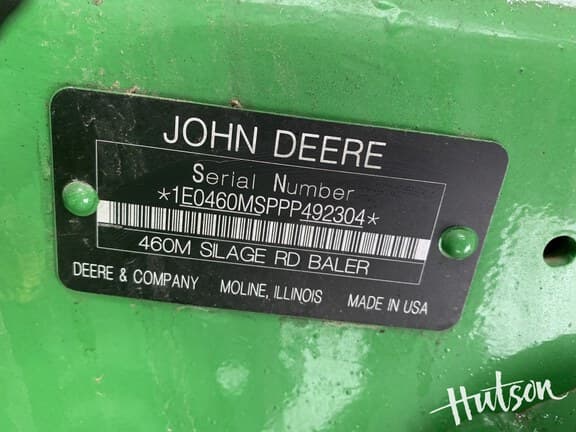 JOHN DEERE
Serial Number
*1E0460MSPPP492304*
460M SILAGE RD BALER
DEERE & COMPANY MOLINE, ILLINOIS MADE IN USA
Hutson